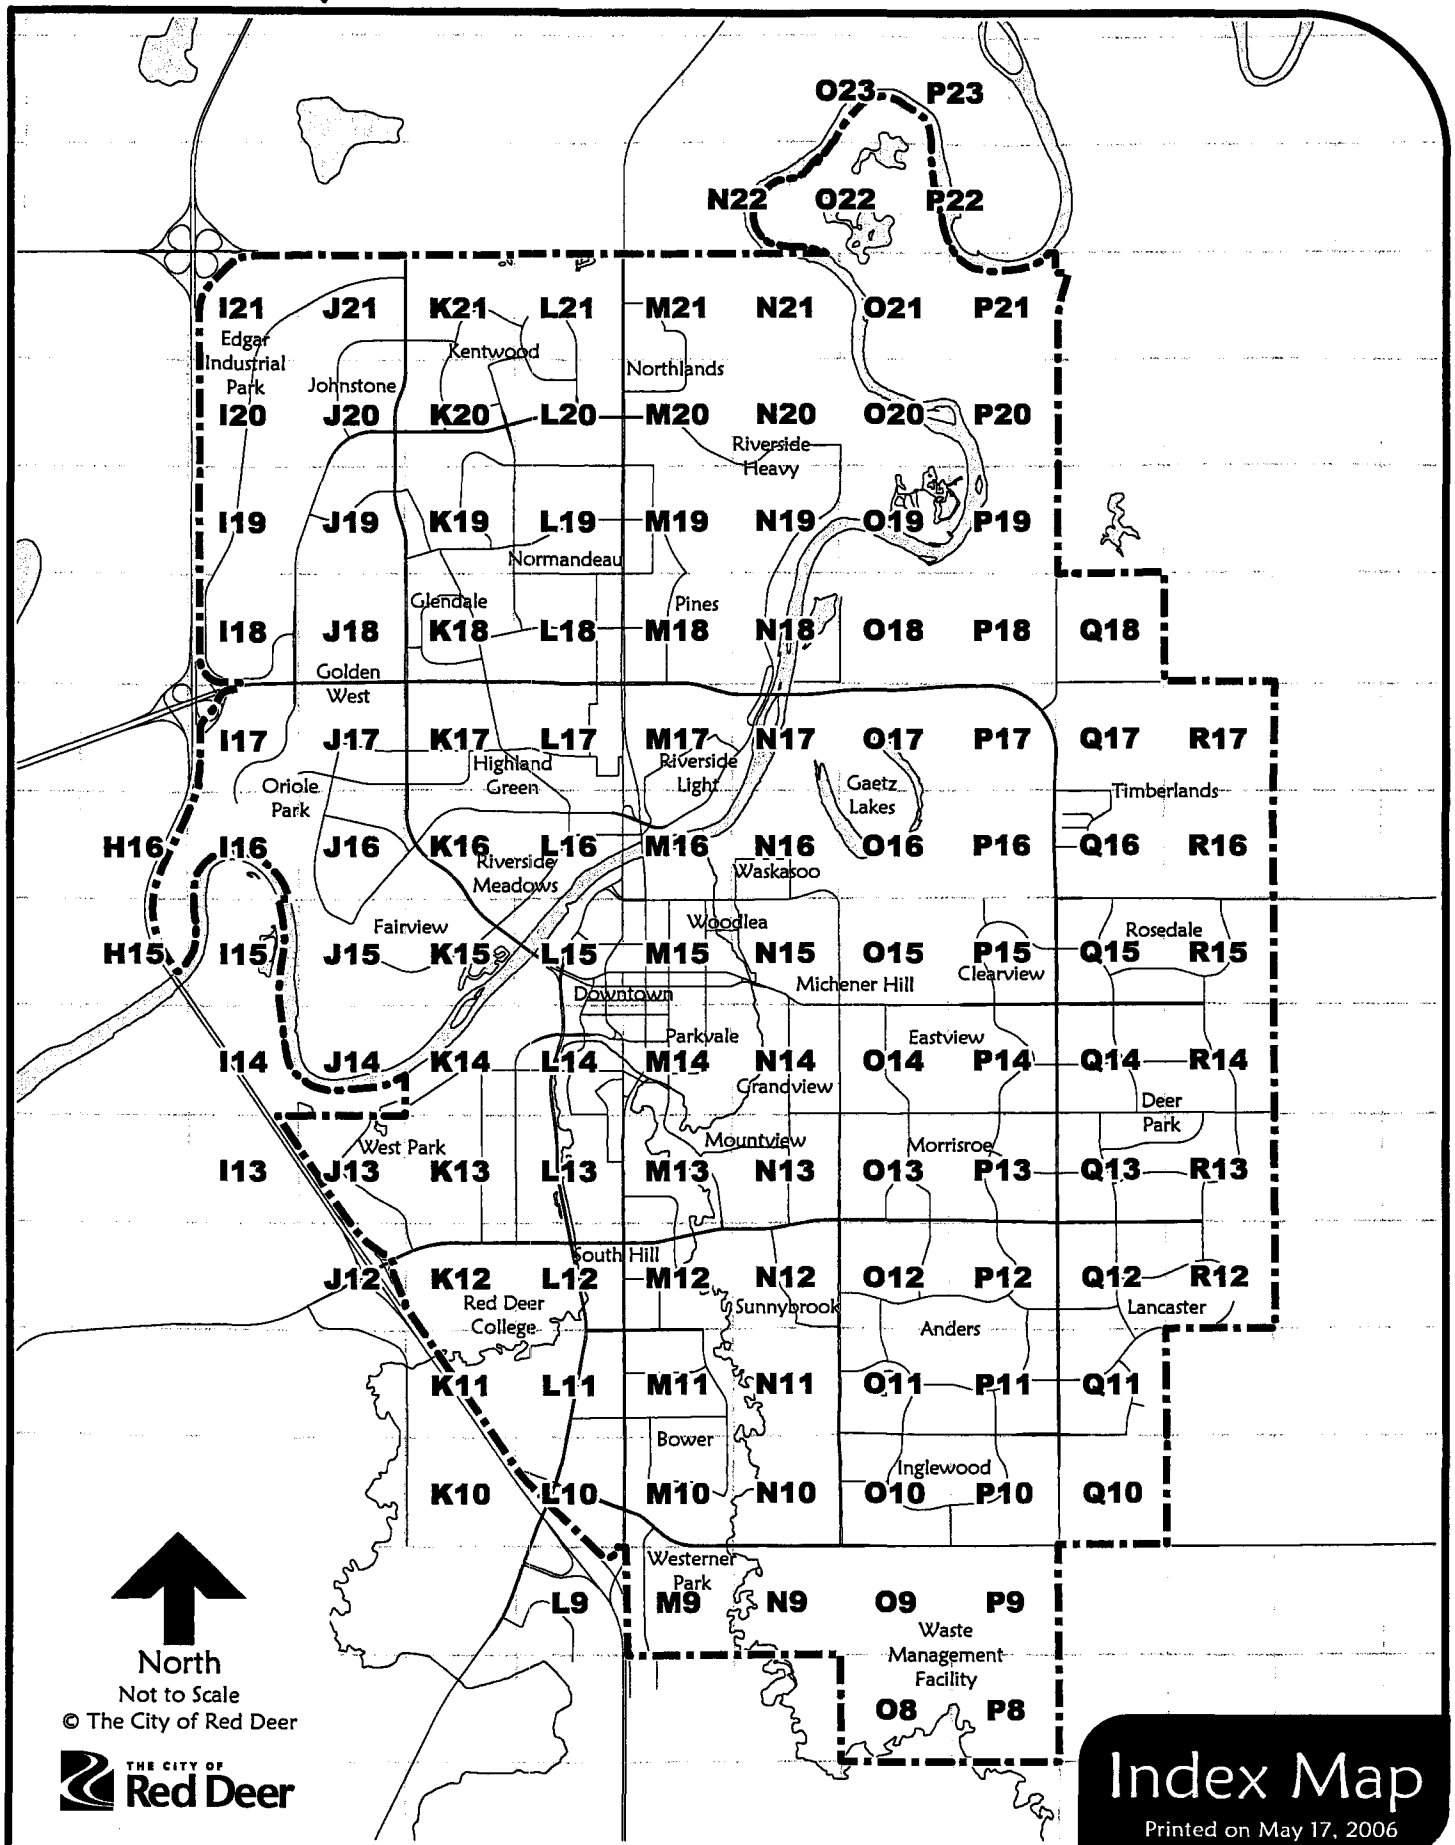 O23 P23
N22 O22 P22
I21 J21 K21 L21 M21 N21 O21 P21
Edgar
Industrial
Park
Kentwood
Northlands
Johnstone
I20 J20 K20 L20 M20 N20 O20 P20
Riverside
Heavy
I19 J19 K19 L19 M19 N19 O19 P19
Normandeau
Glendale
Pines
I18 J18 K18 L18 M18 N18 O18 P18 Q18
Golden
West
I17 J17 K17 L17 M17 N17 O17 P17 Q17 R17
Highland
Green
Riverside
Light
Oriole
Park
Gaetz
Lakes
Timberlands
H16 I16 J16 K16 L16 M16 N16 O16 P16 Q16 R16
Riverside
Meadows
Waskasoo
Fairview
Woodlea
Rosedale
H15 I15 J15 K15 L15 M15 N15 O15 P15 Q15 R15
Clearview
Michener Hill
Downtown
Parkvale
Eastview
I14 J14 K14 L14 M14 N14 O14 P14 Q14 R14
Grandview
Deer
Park
West Park
Mountview
Morrisroe
I13 J13 K13 L13 M13 N13 O13 P13 Q13 R13
South Hill
J12 K12 L12 M12 N12 O12 P12 Q12 R12
Red Deer
College
Sunnybrook
Lancaster
Anders
K11 L11 M11 N11 O11 P11 Q11
Bower
Inglewood
K10 L10 M10 N10 O10 P10 Q10
Westerner
Park
L9 M9 N9 O9 P9
Waste
Management
Facility
O8 P8
North
Not to Scale
© The City of Red Deer
THE CITY OF
Red Deer
Index Map
Printed on May 17, 2006